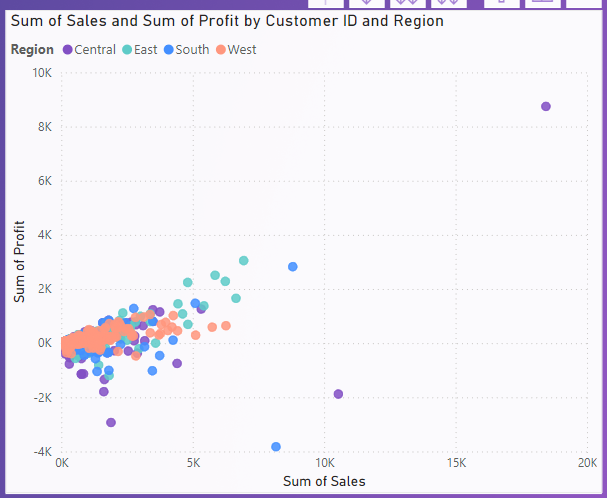 Sum of Sales and Sum of Profit by Customer ID and Region
Region Central East South West
10K
8K
6K
4K
2K
0K
-2K
-4K
Sum of Profit
0K 5K 10K 15K 20K
Sum of Sales